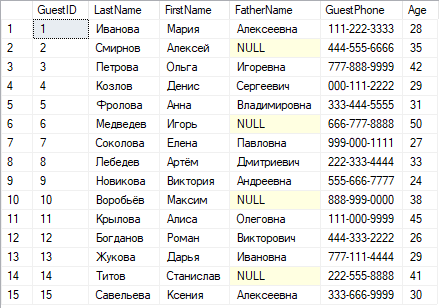 GuestID LastName FirstName FatherName GuestPhone Age
1 1 Иванова Мария Алексеевна 111-222-3333 28
2 2 Смирнов Алексей NULL 444-555-6666 35
3 3 Петрова Ольга Игоревна 777-888-9999 42
4 4 Козлов Денис Сергеевич 000-111-2222 29
5 5 Фролова Анна Владимировна 333-444-5555 31
6 6 Медведев Игорь NULL 666-777-8888 50
7 7 Соколова Елена Павловна 999-000-1111 27
8 8 Лебедев Артём Дмитриевич 222-333-4444 33
9 9 Новикова Виктория Андреевна 555-666-7777 24
10 10 Воробьёв Максим NULL 888-999-0000 38
11 11 Крылова Алиса Олеговна 111-000-9999 45
12 12 Богданов Роман Викторович 444-333-2222 26
13 13 Жукова Дарья Ивановна 777-111-4444 29
14 14 Титов Станислав NULL 222-555-8888 41
15 15 Савельева Ксения Алексеевна 333-666-9999 30